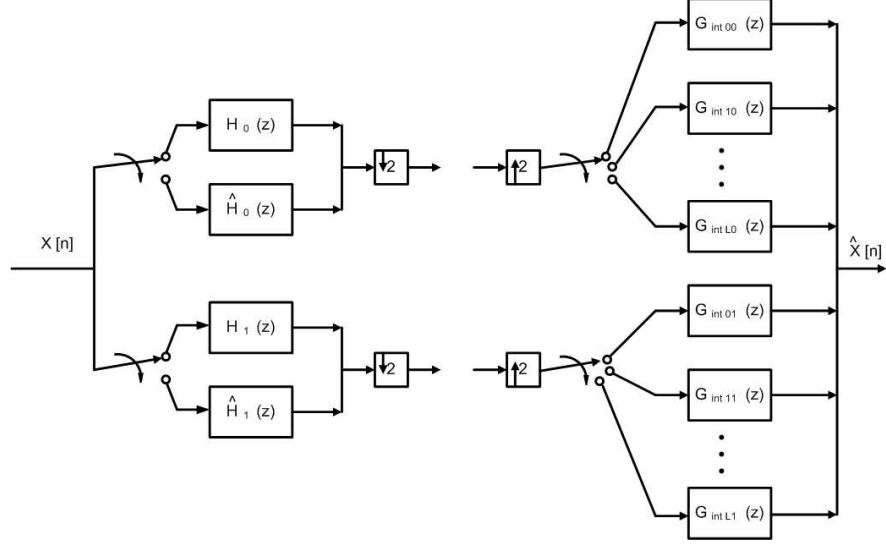 G int 00 (z)
H 0 (z)
G int 10 (z)
2
2
^
H 0 (z)
G int L0 (z)
X [n]
^
X [n]
H 1 (z)
G int 01 (z)
2
2
^
H 1 (z)
G int 11 (z)
G int L1 (z)